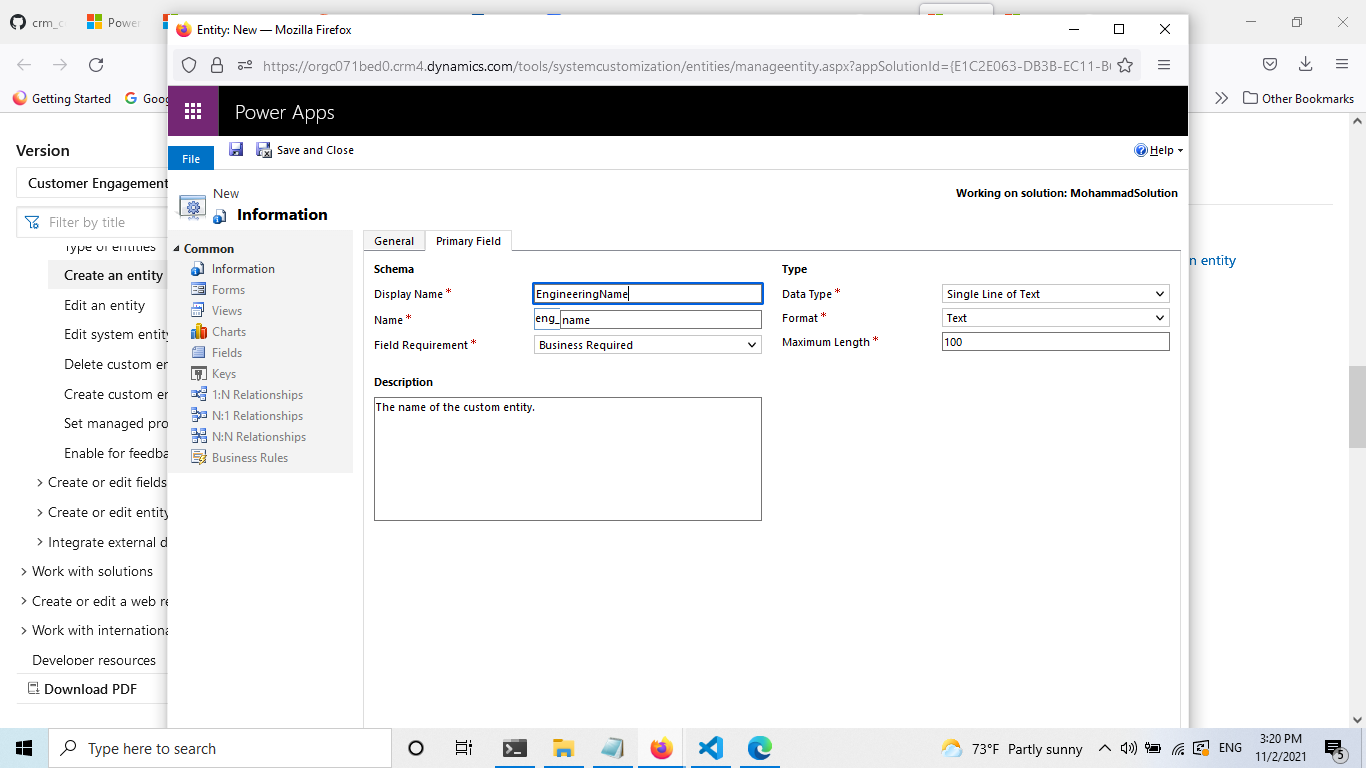 crm_c
Power
Entity: New — Mozilla Firefox
https://orgc071bed0.crm4.dynamics.com/tools/systemcustomization/entities/manageentity.aspx?appSolutionId={E1C2E063-DB3B-EC11-B
Getting Started
Goog
Other Bookmarks
Power Apps
File
Save and Close
Help
Version
Customer Engagement
Filter by title
Type of entities
Create an entity
Edit an entity
Edit system entity
Delete custom en
Create custom en
Set managed pro
Enable for feedba
Create or edit fields
Create or edit entity
Integrate external d
Work with solutions
Create or edit a web re
Work with internationa
Developer resources
Download PDF
New
Information
Working on solution: MohammadSolution
Common
Information
Forms
Views
Charts
Fields
Keys
1:N Relationships
N:1 Relationships
N:N Relationships
Business Rules
General
Primary Field
Schema
Display Name *
EngineeringName
Name *
eng_ name
Field Requirement *
Business Required
Type
Data Type *
Single Line of Text
Format *
Text
Maximum Length *
100
Description
The name of the custom entity.
n entity
Type here to search
73°F Partly sunny
ENG
3:20 PM
11/2/2021
5